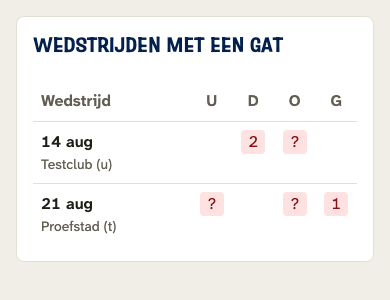 WEDSTRIJDEN MET EEN GAT
Wedstrijd U D O G
14 aug 2 ?
Testclub (u)
21 aug ? ? 1
Proefstad (t)